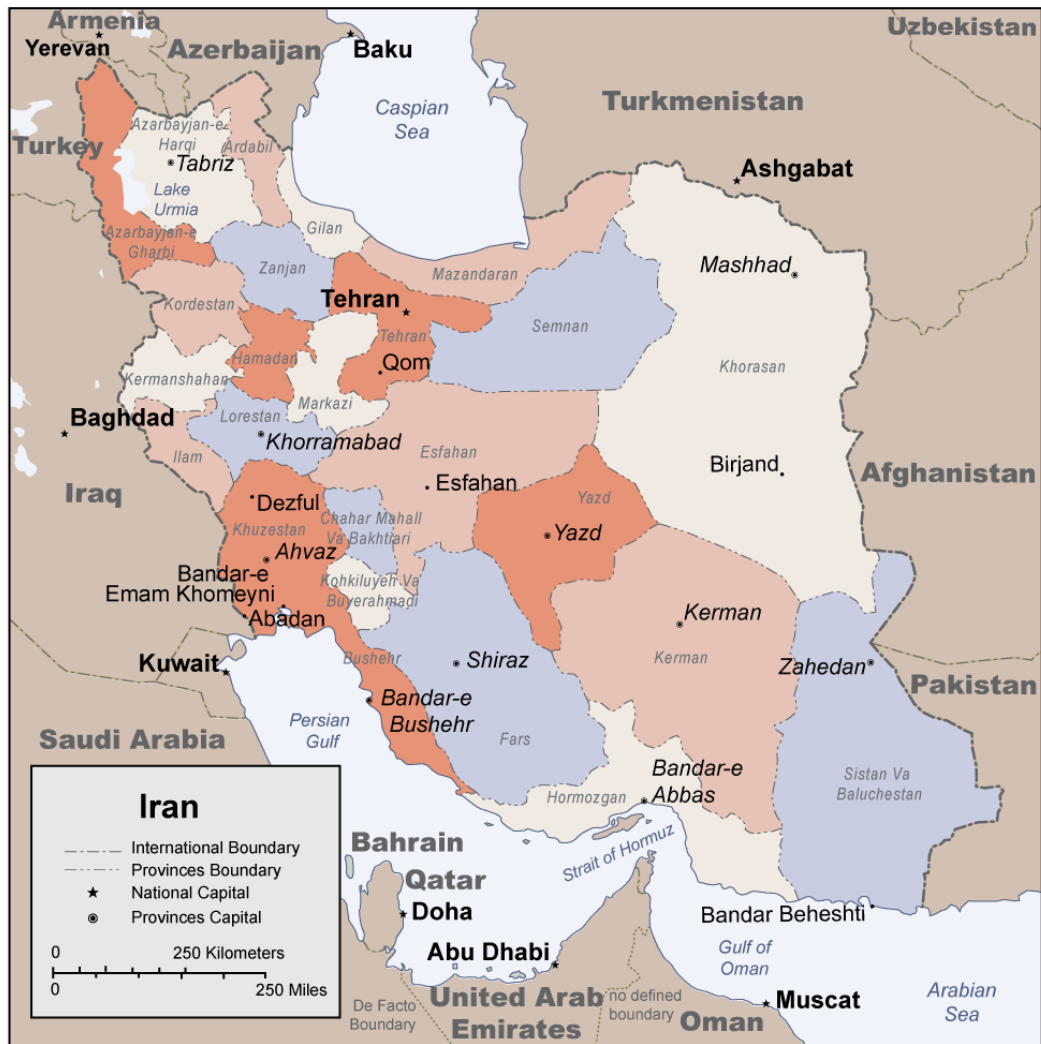 Armenia
Yerevan
Azerbaijan
Baku
Uzbekistan
Caspian
Sea
Turkmenistan
Turkey
Azarbayjan-e
Harqi
Ardabil
Tabriz
Ashgabat
Lake
Urmia
Gilan
Azarbayjan-e
Gharbi
Zanjan
Mazandaran
Mashhad
Kordestan
Tehran
Tehran
Semnan
Hamadan
Qom
Khorasan
Kermanshahan
Markazi
Baghdad
Lorestan
Khorramabad
Ilam
Esfahan
Birjand
Afghanistan
Iraq
Esfahan
Dezful
Yazd
Chahar Mahall
Va Bakhtiari
Khuzestan
Yazd
Ahvaz
Bandar-e
Emam Khomeyni
Kohkiluyeh Va
Buyerahmadi
Abadan
Kerman
Kuwait
Bushehr
Shiraz
Kerman
Zahedan
Pakistan
Bandar-e
Bushehr
Persian
Gulf
Saudi Arabia
Fars
Bandar-e
Abbas
Sistan Va
Baluchestan
Hormozgan
Iran
International Boundary
Provinces Boundary
National Capital
Provinces Capital
0 250 Kilometers
0 250 Miles
Bahrain
Strait of Hormuz
Qatar
Doha
Bandar Beheshti
Abu Dhabi
Gulf of
Oman
De Facto
Boundary
United Arab
Emirates
no defined
boundary
Oman
Muscat
Arabian
Sea